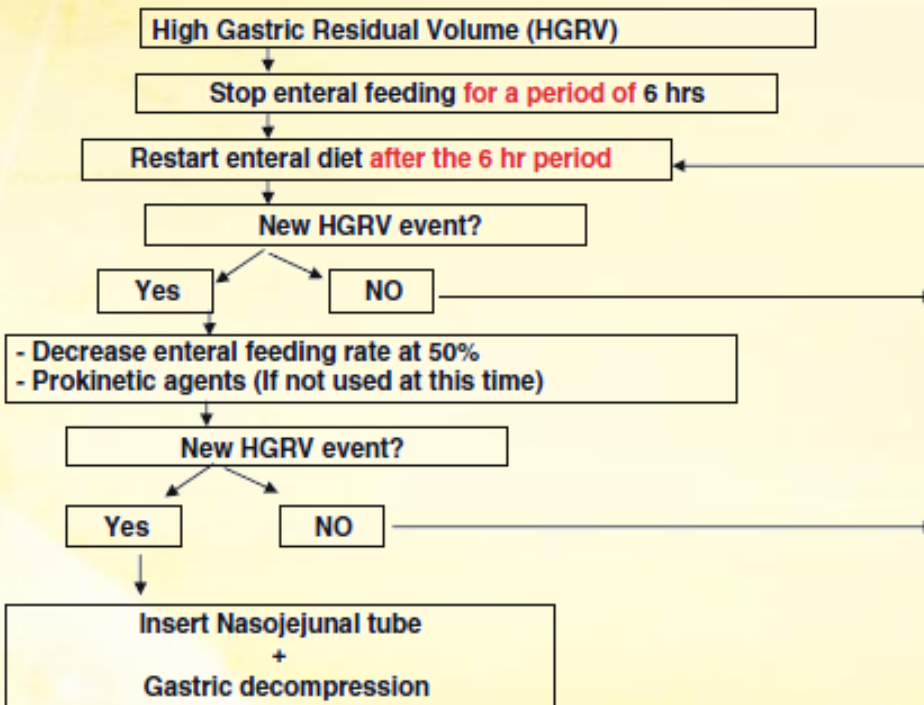 High Gastric Residual Volume (HGRV)
Stop enteral feeding for a period of 6 hrs
Restart enteral diet after the 6 hr period
New HGRV event?
Yes
NO
- Decrease enteral feeding rate at 50%
- Prokinetic agents (If not used at this time)
New HGRV event?
Yes
NO
Insert Nasojejunal tube
+
Gastric decompression